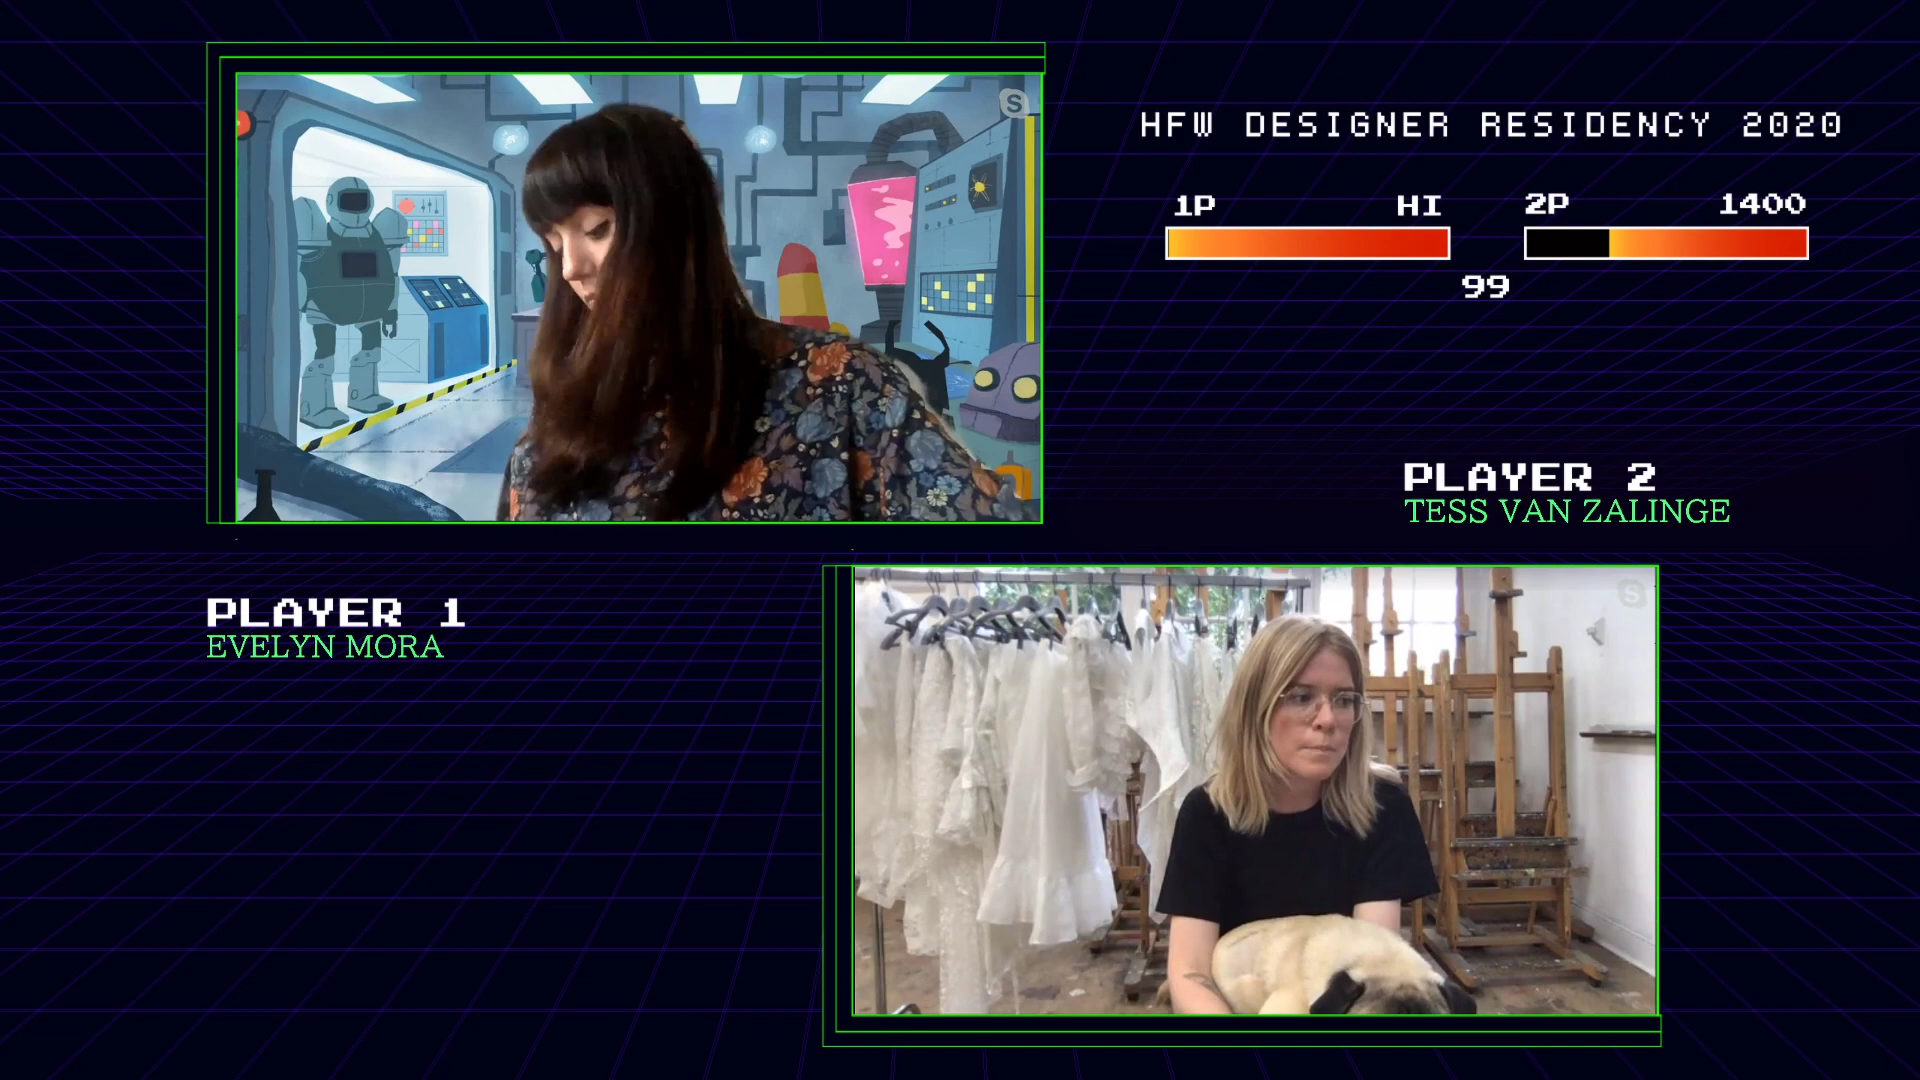 HFW DESIGNER RESIDENCY 2020
1P HI 2P 1400
99
PLAYER 2
TESS VAN ZALINGE
PLAYER 1
EVELYN MORA
S
S